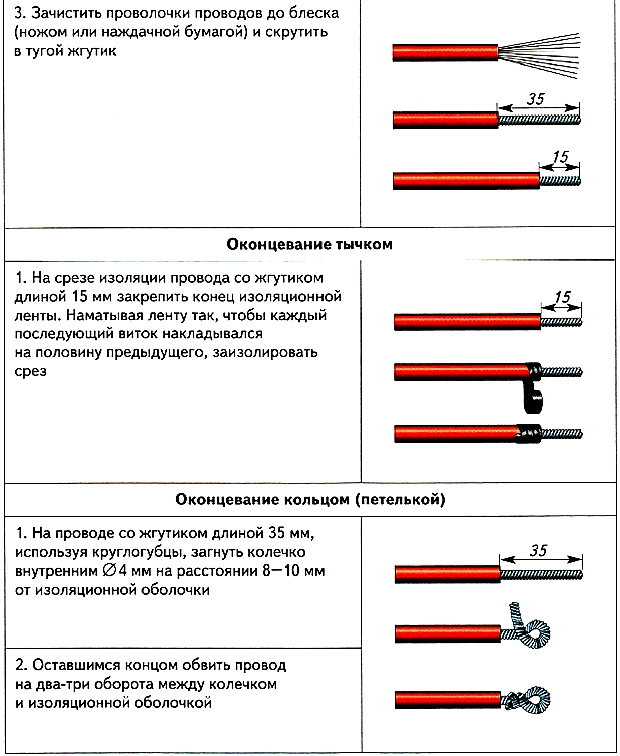 3. Зачистить проволочки проводов до блеска
(ножом или наждачной бумагой) и скрутить
в тугой жгутик
35
15
Оконцевание тычком
1. На срезе изоляции провода со жгутиком
длиной 15 мм закрепить конец изоляционной
ленты. Наматывая ленту так, чтобы каждый
последующий виток накладывался
на половину предыдущего, заизолировать
срез
15
Оконцевание кольцом (петелькой)
1. На проводе со жгутиком длиной 35 мм,
используя круглогубцы, загнуть колечко
внутренним ∅4 мм на расстоянии 8—10 мм
от изоляционной оболочки
35
2. Оставшимся концом обвить провод
на два-три оборота между колечком
и изоляционной оболочкой